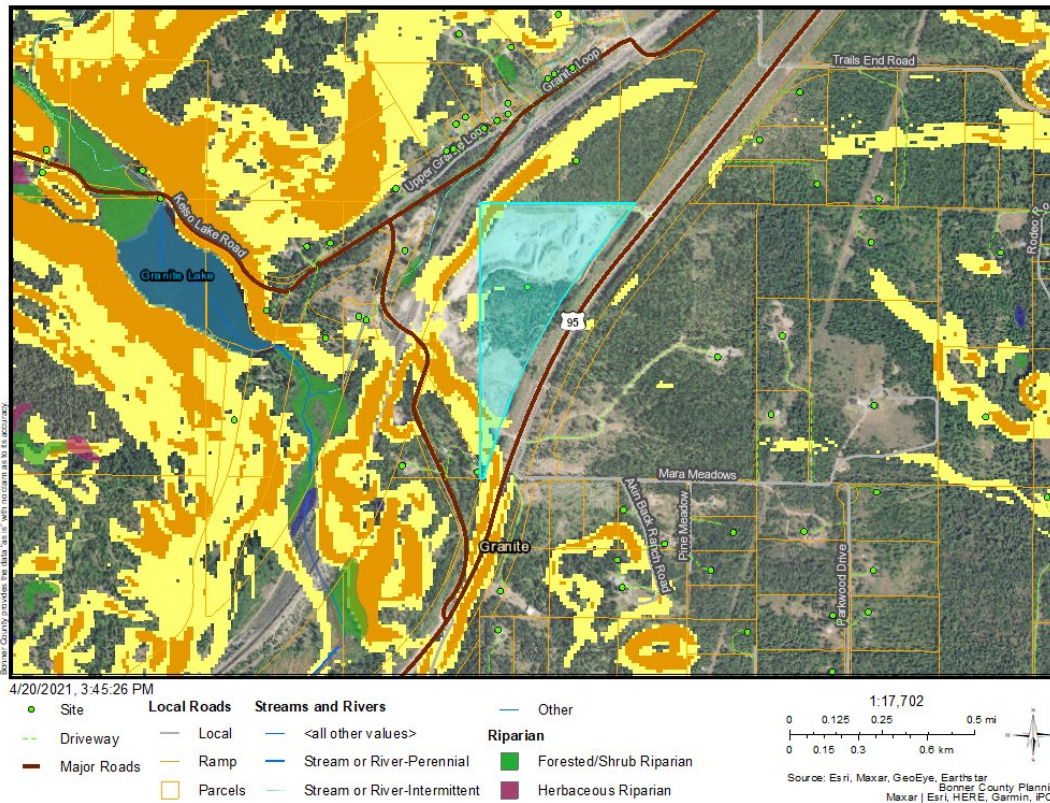 Trails End Road
Granite Loop
Upper Granite Loop
Kelso Lake Road
Granite Lake
Rodeo
95
Mara Meadows
Akin Back Ranch Road
Pine Meadow
Parkwood Drive
Granite
Bonner County provides the data "as is" with no claim as to its accuracy.
4/20/2021, 3:45:26 PM
Site
Driveway
Major Roads
Local Roads
Local
Ramp
Parcels
Streams and Rivers
<all other values>
Stream or River-Perennial
Stream or River-Intermittent
Other
Riparian
Forested/Shrub Riparian
Herbaceous Riparian
1:17,702
0 0.125 0.25 0.5 mi
0 0.15 0.3 0.6 km
Source: Esri, Maxar, GeoEye, Earthstar
Bonner County Planni
Maxar | Esri, HERE, Garmin, iPC